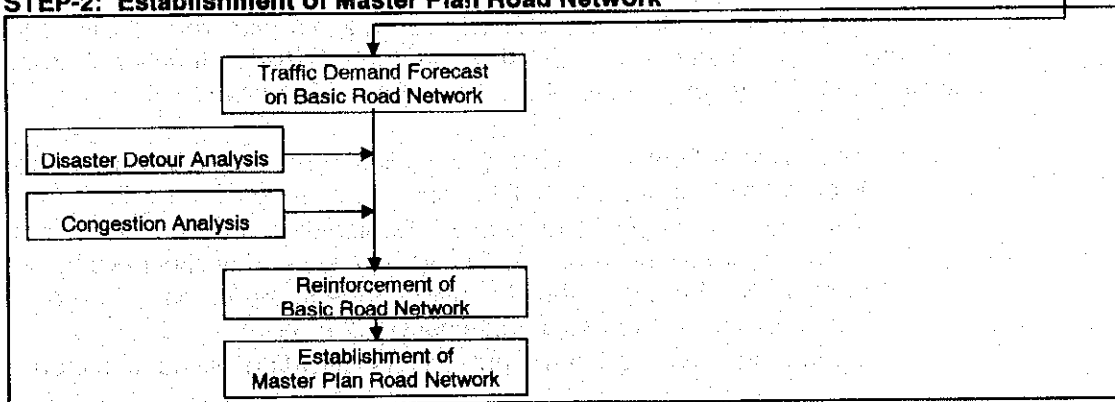 STEP-2: Establishment of Master Plan Road Network
Traffic Demand Forecast
on Basic Road Network
Disaster Detour Analysis
Congestion Analysis
Reinforcement of
Basic Road Network
Establishment of
Master Plan Road Network